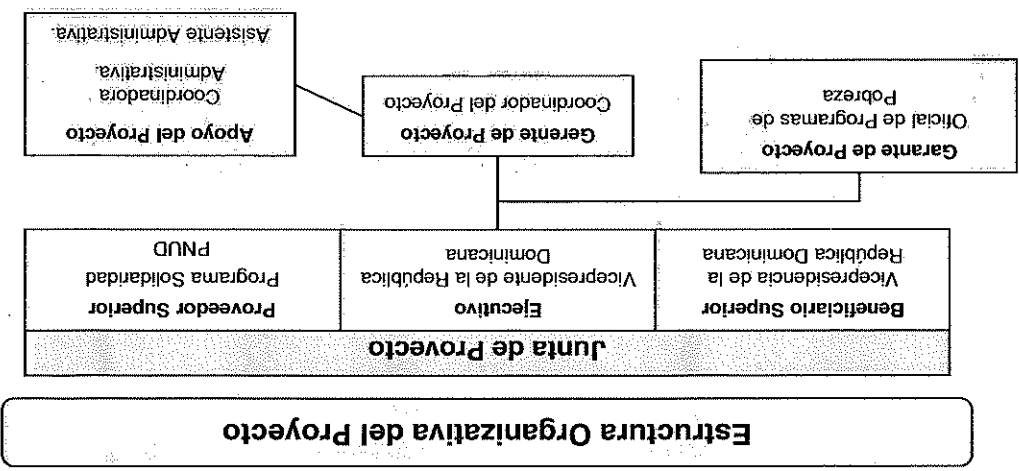 Estructura Organizativa del Proyecto
Junta de Proyecto
Beneficiario Superior
Vicepresidencia de la
República Dominicana
Ejecutivo
Vicepresidente de la República
Dominicana
Proveedor Superior
Programa Solidaridad
PNUD
Garante de Proyecto
Oficial de Programas de
Pobreza
Gerente de Proyecto
Coordinador del Proyecto
Apoyo del Proyecto
Coordinadora
Administrativa.
Asistente Administrativa.